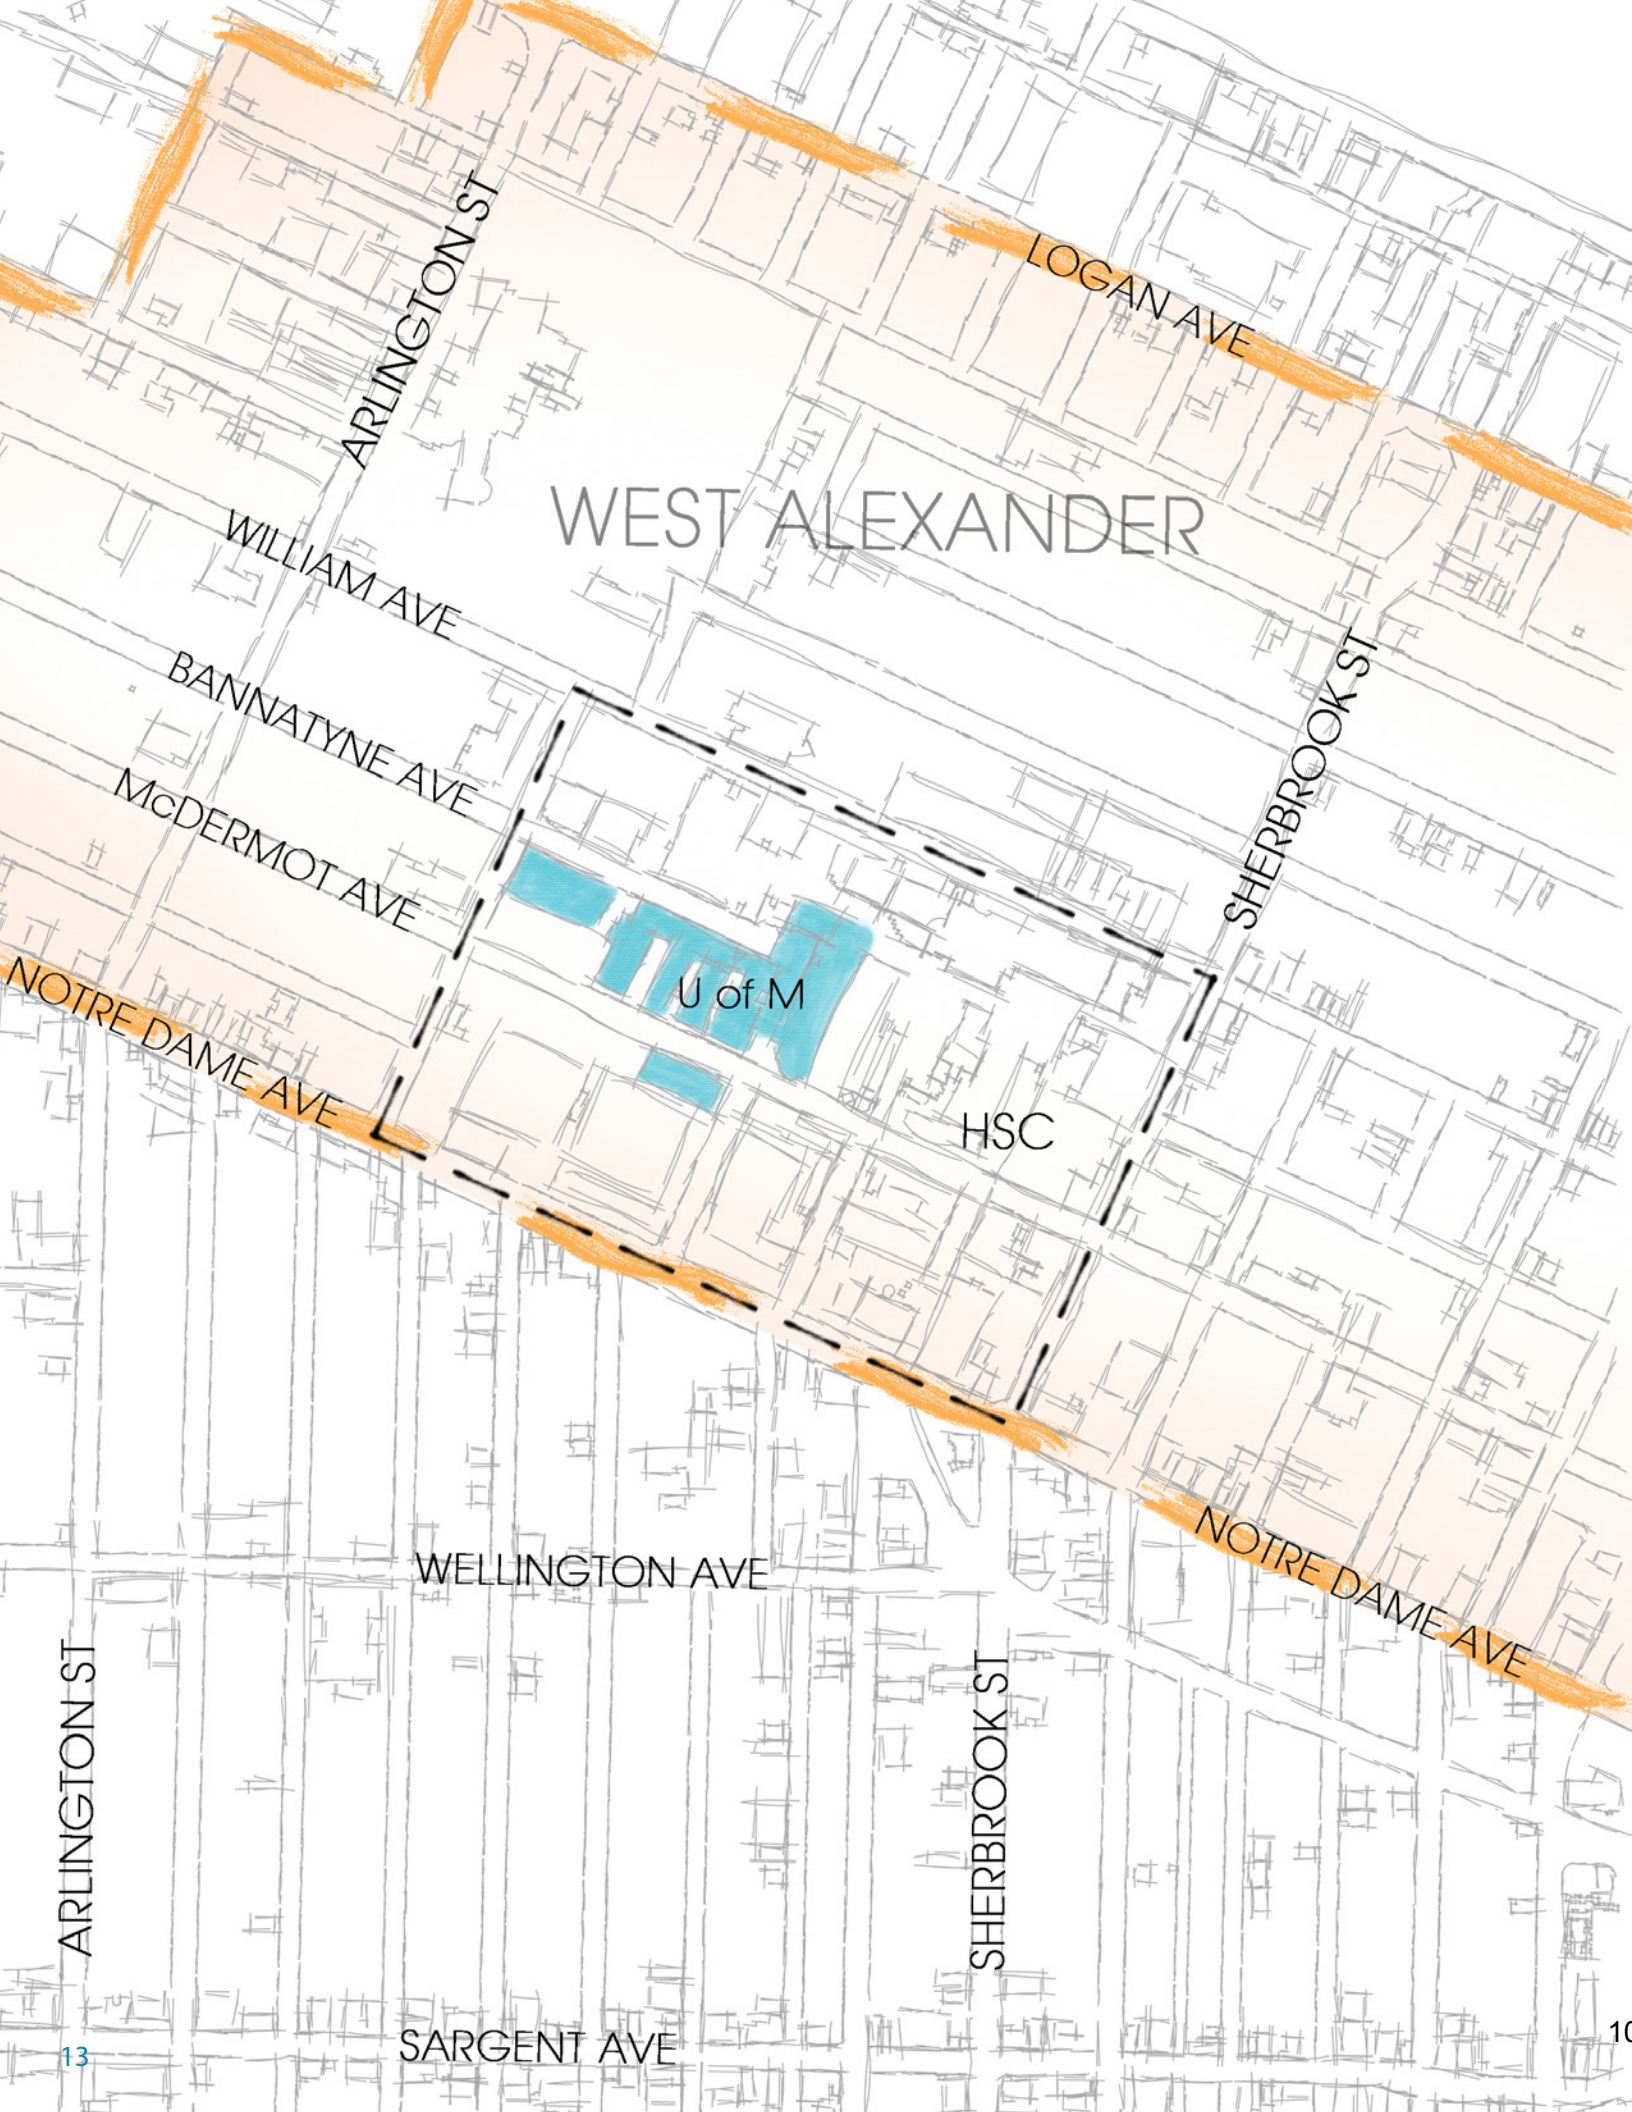 LOGAN AVE
ARLINGTON ST
WEST ALEXANDER
WILLIAM AVE
SHERBROOK ST
BANNATYNE AVE
McDERMOT AVE
NOTRE DAME AVE
U of M
HSC
NOTRE DAME AVE
WELLINGTON AVE
ARLINGTON ST
SHERBROOK ST
SARGENT AVE
13
10